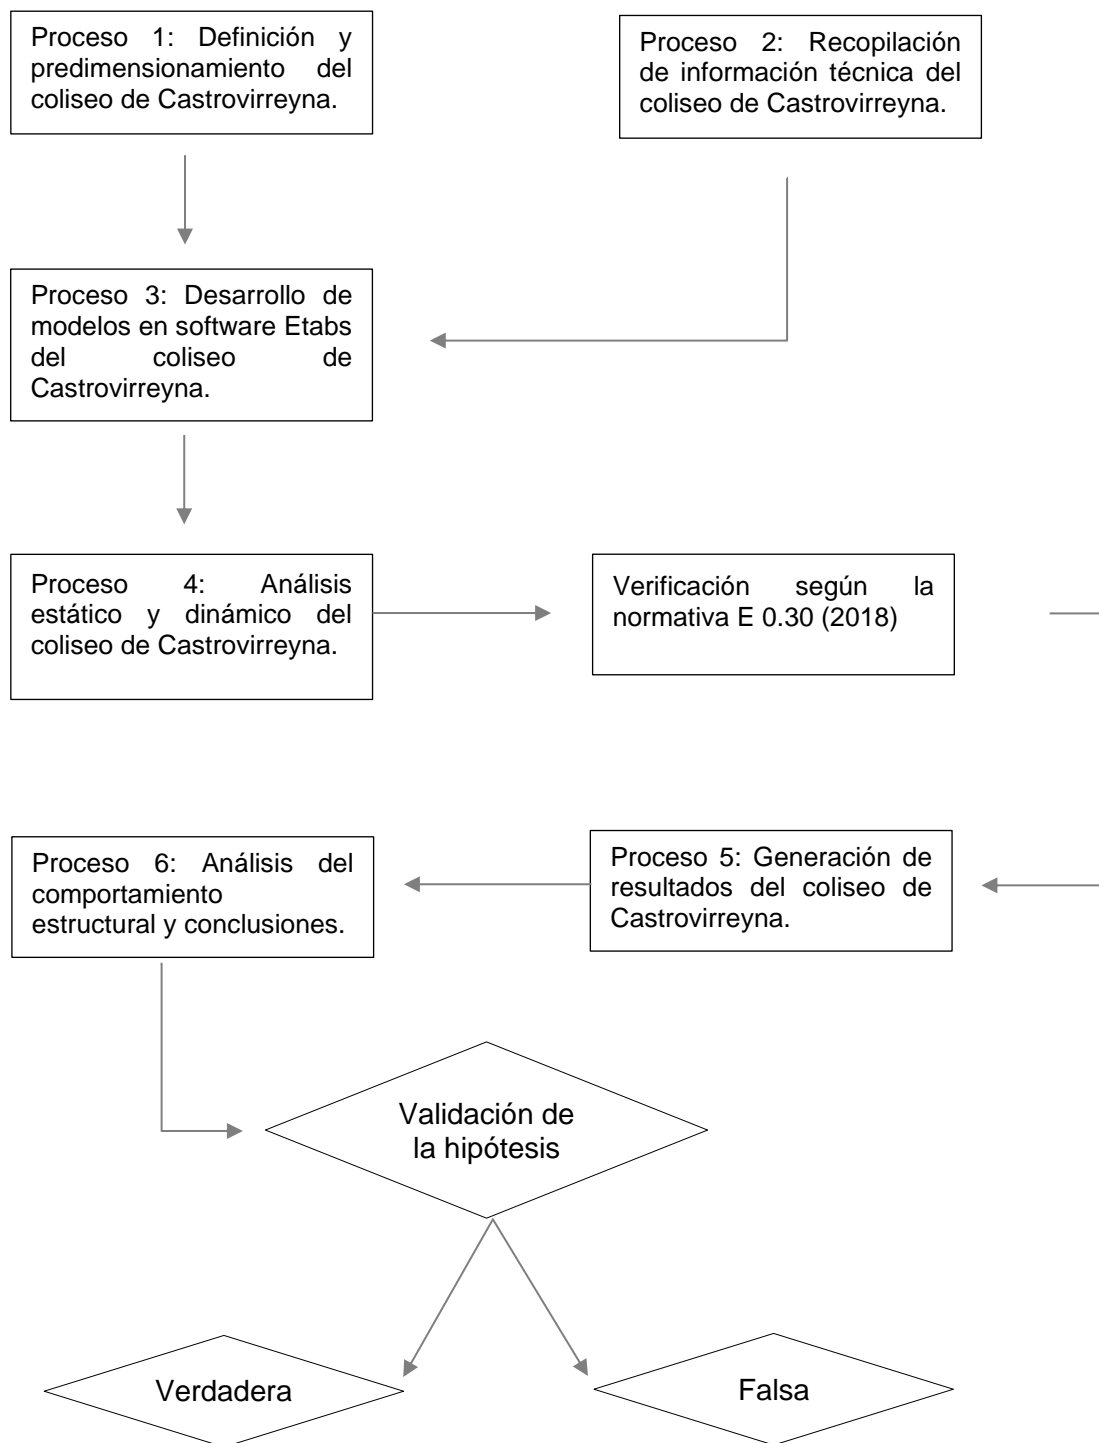 Proceso 1: Definición y
predimensionamiento del
coliseo de Castrovirreyna.
Proceso 2: Recopilación
de información técnica del
coliseo de Castrovirreyna.
Proceso 3: Desarrollo de
modelos en software Etabs
del coliseo de
Castrovirreyna.
Proceso 4: Análisis
estático y dinámico del
coliseo de Castrovirreyna.
Verificación según la
normativa E 0.30 (2018)
Proceso 6: Análisis del
comportamiento
estructural y conclusiones.
Proceso 5: Generación de
resultados del coliseo de
Castrovirreyna.
Validación de
la hipótesis
Verdadera
Falsa